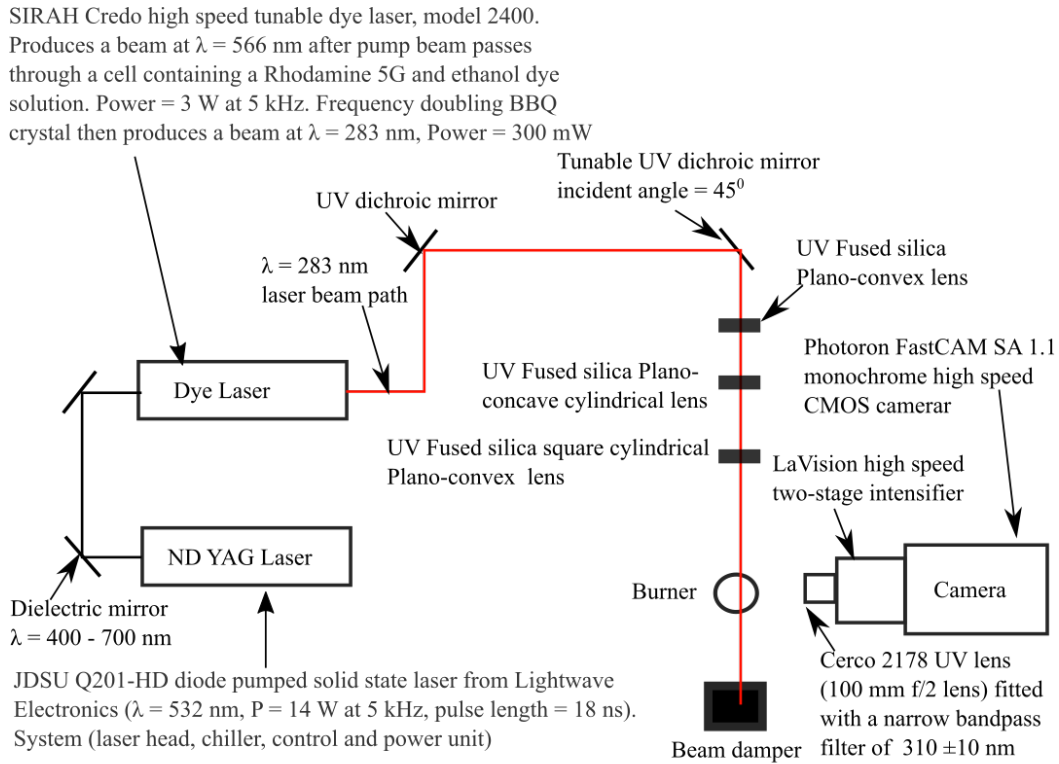 SIRAH Credo high speed tunable dye laser, model 2400.
Produces a beam at λ = 566 nm after pump beam passes
through a cell containing a Rhodamine 5G and ethanol dye
solution. Power = 3 W at 5 kHz. Frequency doubling BBQ
crystal then produces a beam at λ = 283 nm, Power = 300 mW
Tunable UV dichroic mirror
incident angle = 45⁰
UV dichroic mirror
UV Fused silica
Plano-convex lens
λ = 283 nm
laser beam path
Photoron FastCAM SA 1.1
monochrome high speed
CMOS camerar
Dye Laser
UV Fused silica Plano-
concave cylindrical lens
UV Fused silica square cylindrical
Plano-convex lens
LaVision high speed
two-stage intensifier
ND YAG Laser
Burner
Camera
Dielectric mirror
λ = 400 - 700 nm
Cerco 2178 UV lens
(100 mm f/2 lens) fitted
with a narrow bandpass
filter of 310 ±10 nm
JDSU Q201-HD diode pumped solid state laser from Lightwave
Electronics (λ = 532 nm, P = 14 W at 5 kHz, pulse length = 18 ns).
System (laser head, chiller, control and power unit)
Beam damper